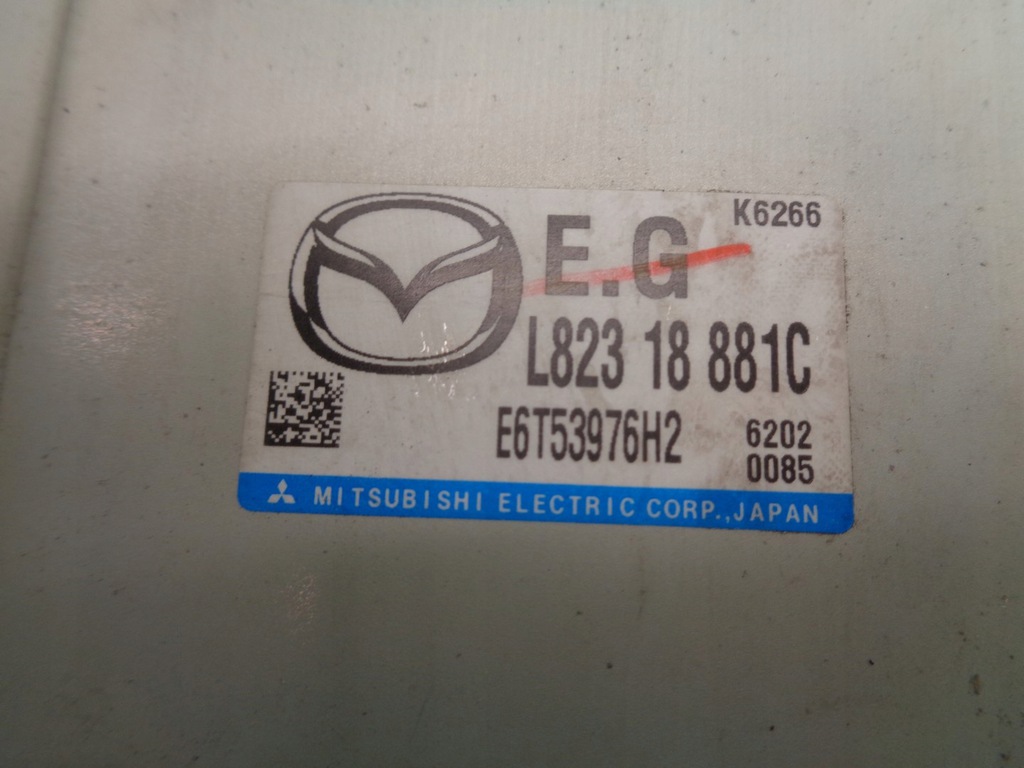 K6266
E.G
L823 18 881C
E6T53976H2 6202
0085
MITSUBISHI ELECTRIC CORP.,JAPAN